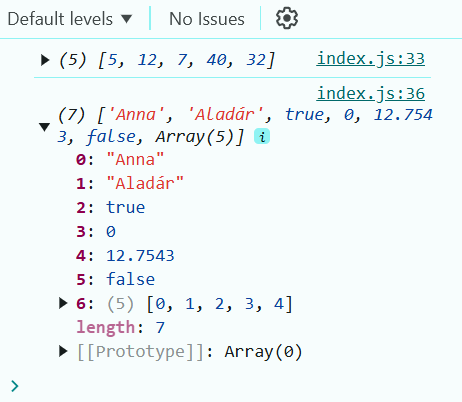 Default levels ▼ No Issues
▶ (5) [5, 12, 7, 40, 32] index.js:33
index.js:36
(7) ['Anna', 'Aladár', true, 0, 12.754
▼ 3, false, Array(5)] i
0: "Anna"
1: "Aladár"
2: true
3: 0
4: 12.7543
5: false
▶ 6: (5) [0, 1, 2, 3, 4]
length: 7
▶ [[Prototype]]: Array(0)
>